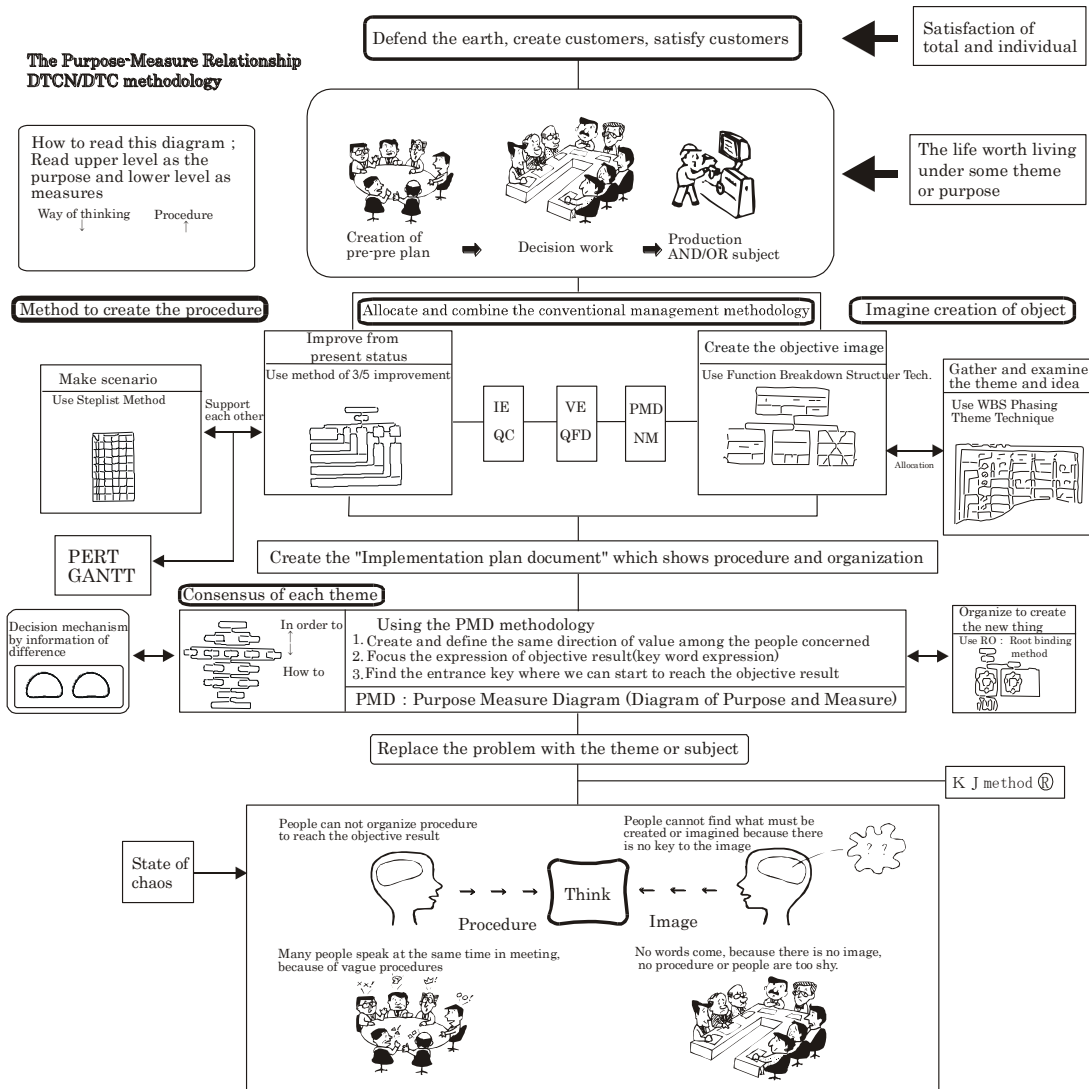 Defend the earth, create customers, satisfy customers
Satisfaction of
total and individual
The Purpose-Measure Relationship
DTCN/DTC methodology
How to read this diagram ;
Read upper level as the
purpose and lower level as
measures
Way of thinking
↓
Procedure
↑
The life worth living
under some theme
or purpose
Creation of
pre-pre plan
Decision work
Production
AND/OR subject
Method to create the procedure
Allocate and combine the conventional management methodology
Imagine creation of object
Make scenario
Use Steplist Method
Support
each other
Improve from
present status
Use method of 3/5 improvement
IE
QC
VE
QFD
PMD
NM
Create the objective image
Use Function Breakdown Structuer Tech.
Allocation
Gather and examine
the theme and idea
Use WBS Phasing
Theme Technique
PERT
GANTT
Create the "Implementation plan document" which shows procedure and organization
Consensus of each theme
Decision mechanism
by information of
difference
In order to
How to
Using the PMD methodology
1. Create and define the same direction of value among the people concerned
2. Focus the expression of objective result(key word expression)
3. Find the entrance key where we can start to reach the objective result
PMD : Purpose Measure Diagram (Diagram of Purpose and Measure)
Organize to create
the new thing
Use RO : Root binding
method
Replace the problem with the theme or subject
K J method ®
State of
chaos
People can not organize procedure
to reach the objective result
People cannot find what must be
created or imagined because there
is no key to the image
? ?
Think
Procedure
Image
Many people speak at the same time in meeting,
because of vague procedures
No words come, because there is no image,
no procedure or people are too shy.